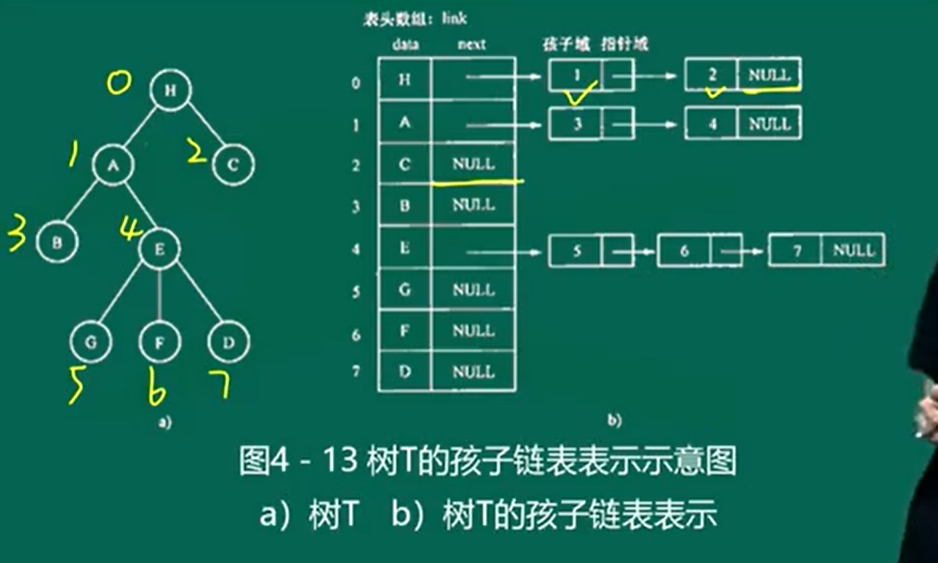 表头数组：link
data next 孩子域 指针域
0 H 1 2 NULL
1 A 3 4 NULL
2 C NULL
3 B NULL
4 E 5 6 7 NULL
5 G NULL
6 F NULL
7 D NULL
0 H
1 A 2 C
3 B 4 E
G F D
5 6 7
a)
b)
图4－13 树T的孩子链表表示示意图
a）树T b）树T的孩子链表表示